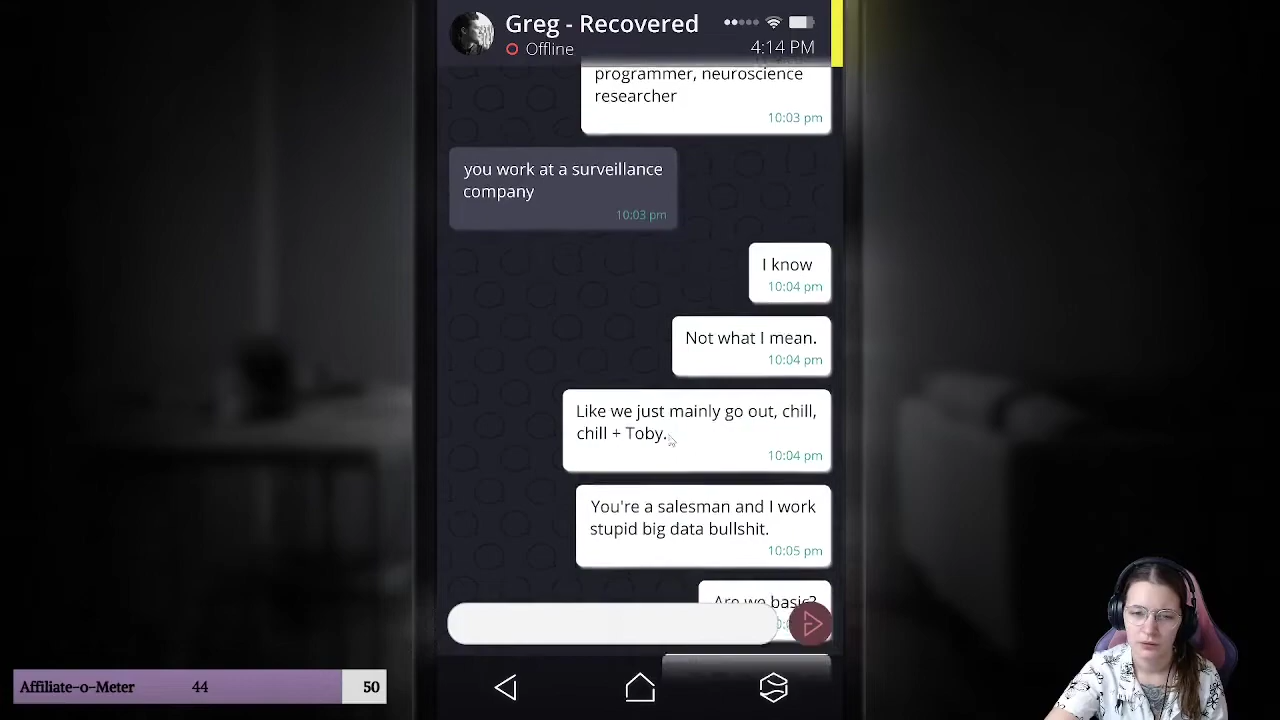 Greg - Recovered
Offline
4:14 PM
programmer, neuroscience
researcher
10:03 pm
you work at a surveillance
company
10:03 pm
I know
10:04 pm
Not what I mean.
10:04 pm
Like we just mainly go out, chill,
chill + Toby.
10:04 pm
You're a salesman and I work
stupid big data bullshit.
10:05 pm
Are we basic?
Affiliate-o-Meter 44 50